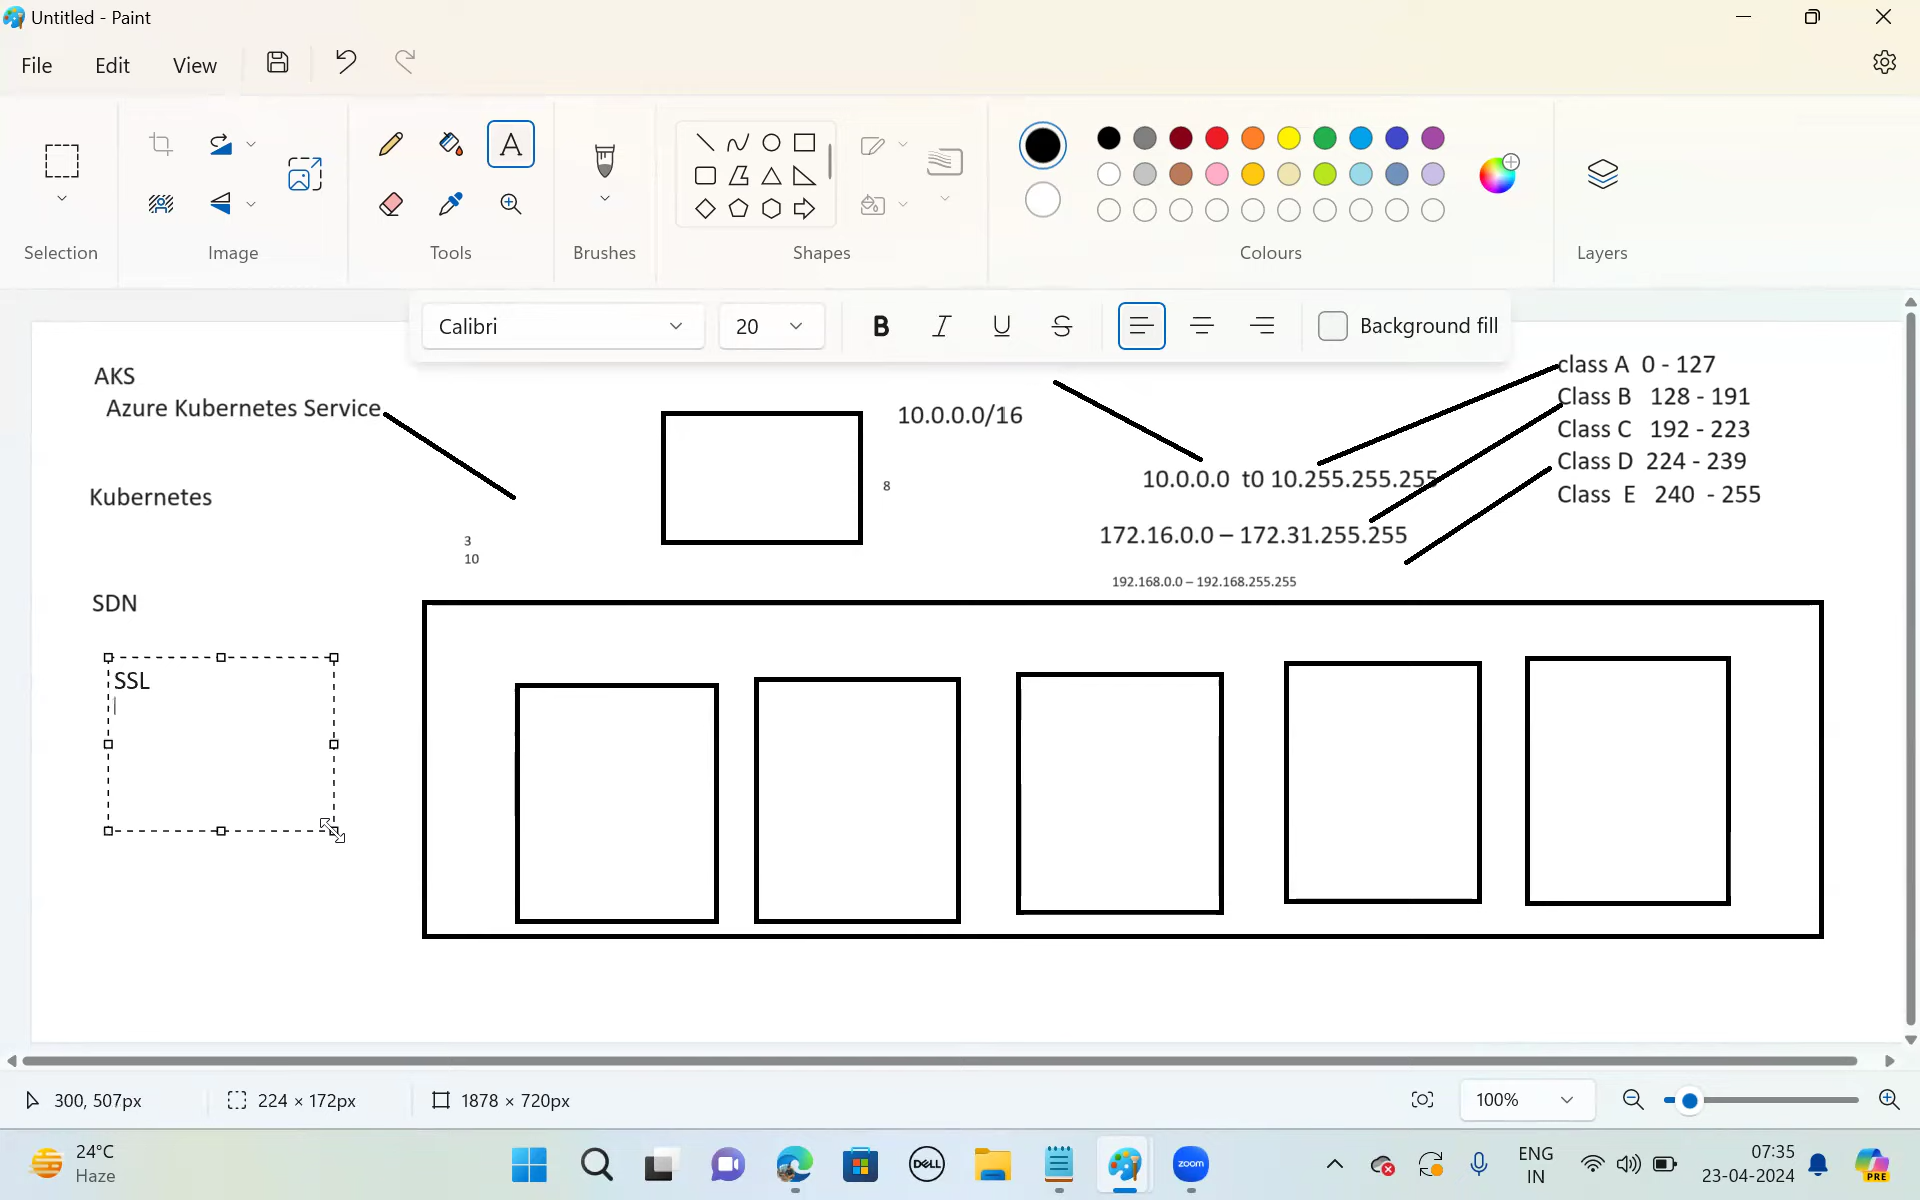 Untitled - Paint
File
Edit
View
Selection
Image
Tools
Brushes
Shapes
Colours
Layers
Calibri
20
B
Background fill
AKS
Azure Kubernetes Service
Kubernetes
3
10
SDN
SSL
10.0.0.0/16
8
10.0.0.0  t0 10.255.255.255
172.16.0.0 – 172.31.255.255
192.168.0.0 – 192.168.255.255
class A  0 - 127
Class B   128 - 191
Class C   192 - 223
Class D  224 - 239
Class  E   240  - 255
300, 507px
224 × 172px
1878 × 720px
100%
24°C
Haze
DELL
zoom
ENG
IN
07:35
23-04-2024
PRE